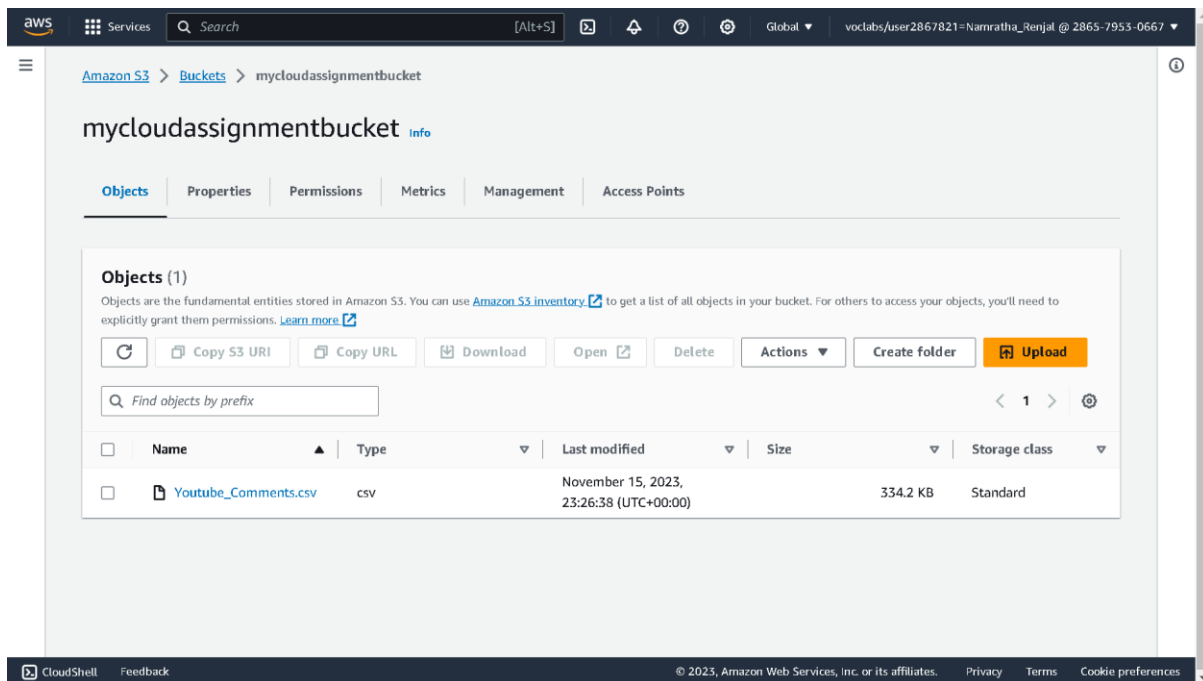 aws Services Search [Alt+S] Global ▼ voclabs/user2867821=Namratha_Renjal @ 2865-7953-0667 ▼
Amazon S3 > Buckets > mycloudassignmentbucket
mycloudassignmentbucket Info
Objects Properties Permissions Metrics Management Access Points
Objects (1)
Objects are the fundamental entities stored in Amazon S3. You can use Amazon S3 inventory to get a list of all objects in your bucket. For others to access your objects, you'll need to
explicitly grant them permissions. Learn more
Copy S3 URI Copy URL Download Open Delete Actions ▼ Create folder Upload
Find objects by prefix < 1 >
Name ▲ Type Last modified Size Storage class
Youtube_Comments.csv csv November 15, 2023, 23:26:38 (UTC+00:00) 334.2 KB Standard
CloudShell Feedback © 2023, Amazon Web Services, Inc. or its affiliates. Privacy Terms Cookie preferences